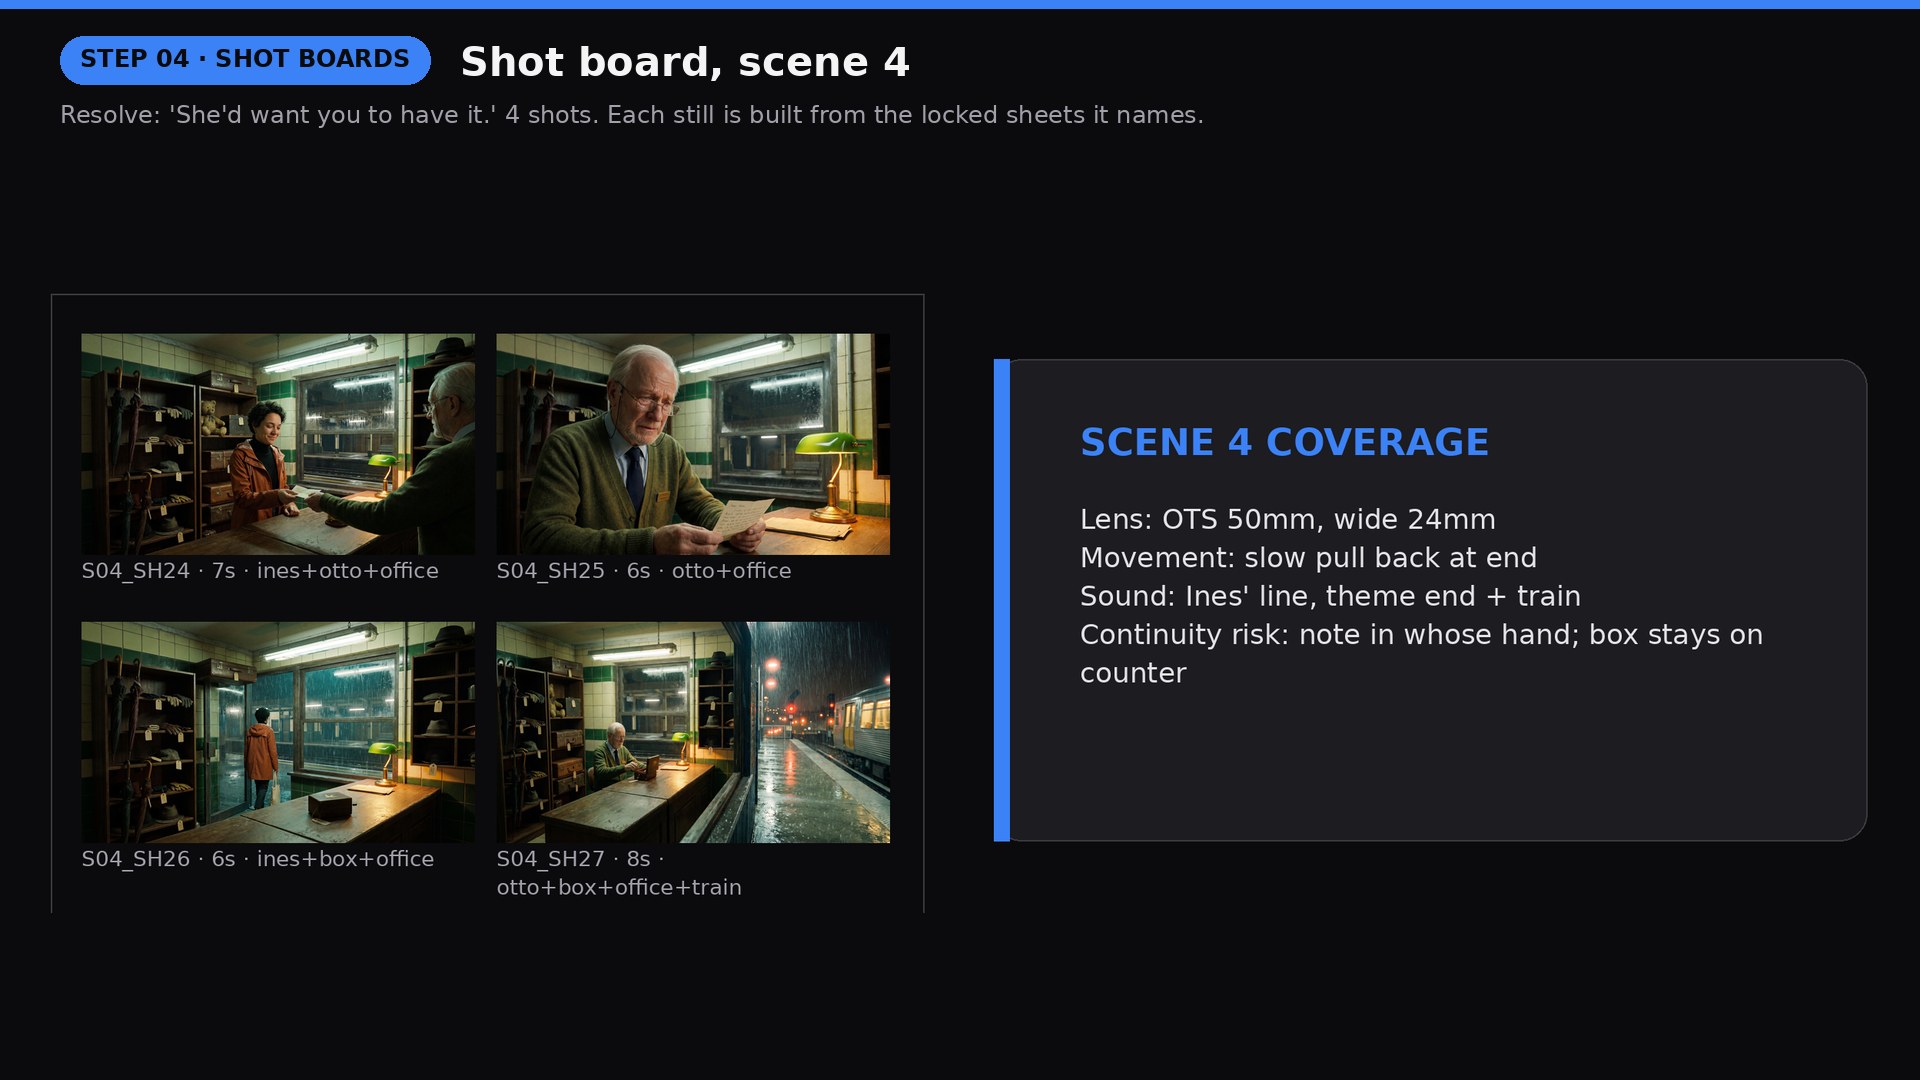 STEP 04 · SHOT BOARDS
Shot board, scene 4
Resolve: 'She'd want you to have it.' 4 shots. Each still is built from the locked sheets it names.
S04_SH24 · 7s · ines+otto+office
S04_SH25 · 6s · otto+office
S04_SH26 · 6s · ines+box+office
S04_SH27 · 8s ·
otto+box+office+train
SCENE 4 COVERAGE
Lens: OTS 50mm, wide 24mm
Movement: slow pull back at end
Sound: Ines' line, theme end + train
Continuity risk: note in whose hand; box stays on
counter